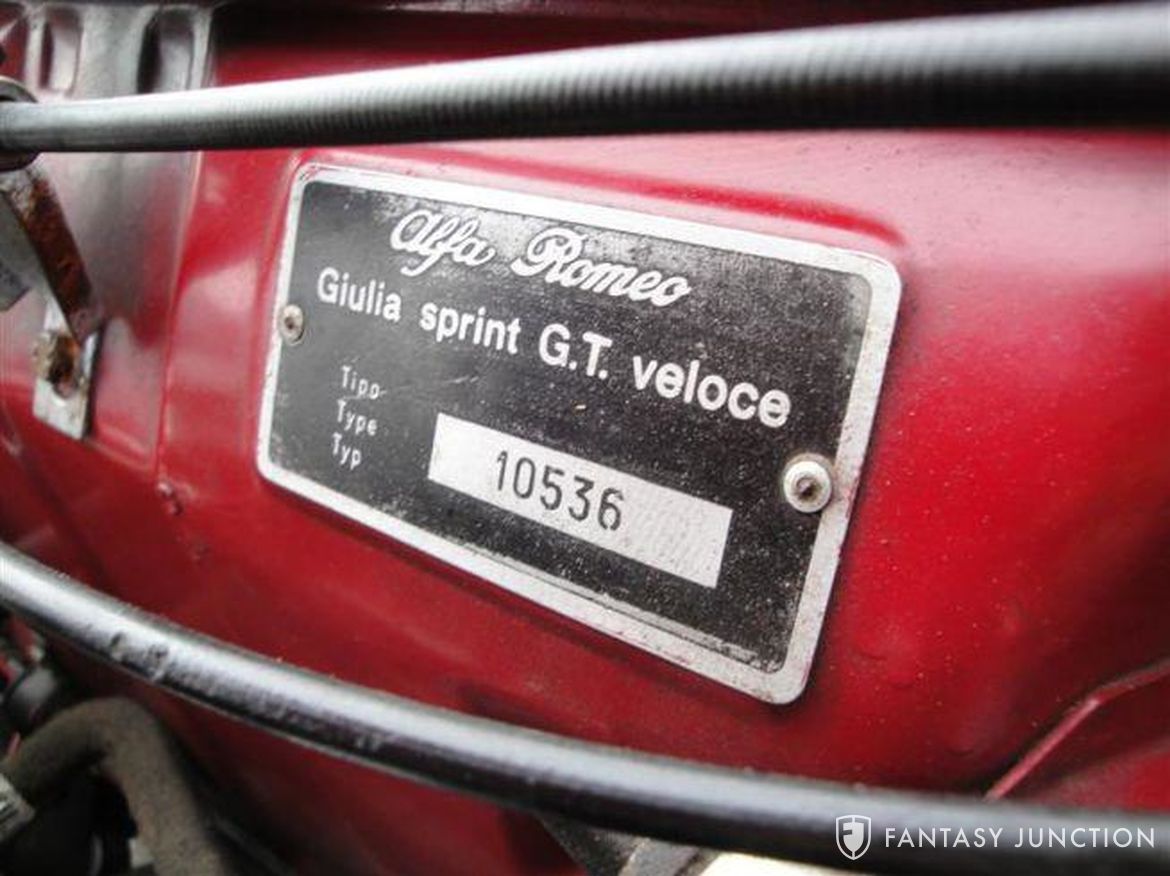 Alfa Romeo
Giulia sprint G.T. veloce
Tipo
Type
Typ
10536
FANTASY JUNCTION